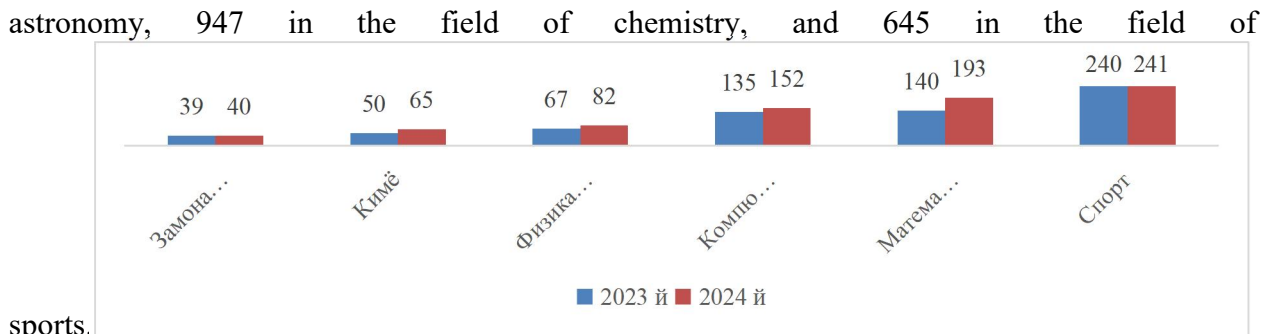 astronomy, 947 in the field of chemistry, and 645 in the field of
39 40 50 65 67 82 135 152 140 193 240 241
Замона… Кимё Физика… Компю… Матема… Спорт
2023 й 2024 й
sports.